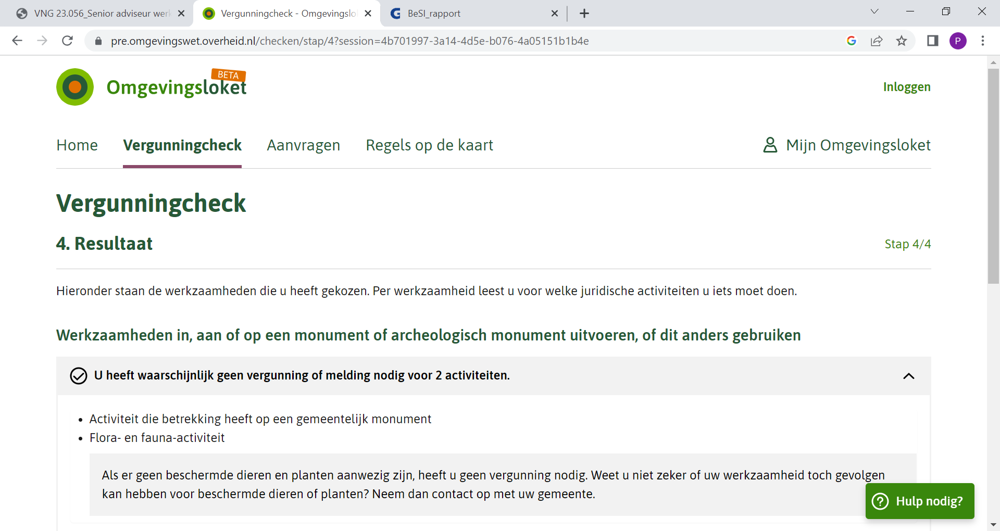 VNG 23.056_Senior adviseur werk
Vergunningcheck - Omgevingslo
BeSI_rapport
pre.omgevingswet.overheid.nl/checken/stap/4?session=4b701997-3a14-4d5e-b076-4a05151b1b4e
P
BETA
Omgevingsloket
Inloggen
Home Vergunningcheck Aanvragen Regels op de kaart Mijn Omgevingsloket
Vergunningcheck
4. Resultaat
Stap 4/4
Hieronder staan de werkzaamheden die u heeft gekozen. Per werkzaamheid leest u voor welke juridische activiteiten u iets moet doen.
Werkzaamheden in, aan of op een monument of archeologisch monument uitvoeren, of dit anders gebruiken
U heeft waarschijnlijk geen vergunning of melding nodig voor 2 activiteiten.
• Activiteit die betrekking heeft op een gemeentelijk monument
• Flora- en fauna-activiteit
Als er geen beschermde dieren en planten aanwezig zijn, heeft u geen vergunning nodig. Weet u niet zeker of uw werkzaamheid toch gevolgen
kan hebben voor beschermde dieren of planten? Neem dan contact op met uw gemeente.
Hulp nodig?